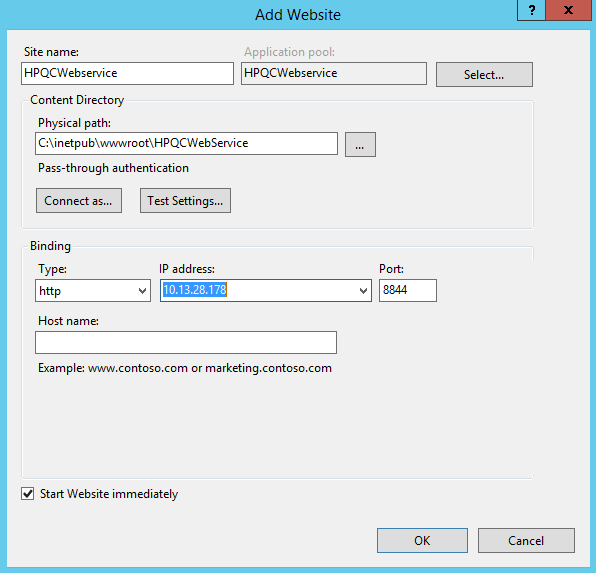 Add Website
?
x
Site name:
Application pool:
HPQCWebservice
HPQCWebservice
Select...
Content Directory
Physical path:
C:\inetpub\wwwroot\HPQCWebService
...
Pass-through authentication
Connect as...
Test Settings...
Binding
Type:
IP address:
Port:
http
10.13.28.178
8844
Host name:
Example: www.contoso.com or marketing.contoso.com
Start Website immediately
OK
Cancel